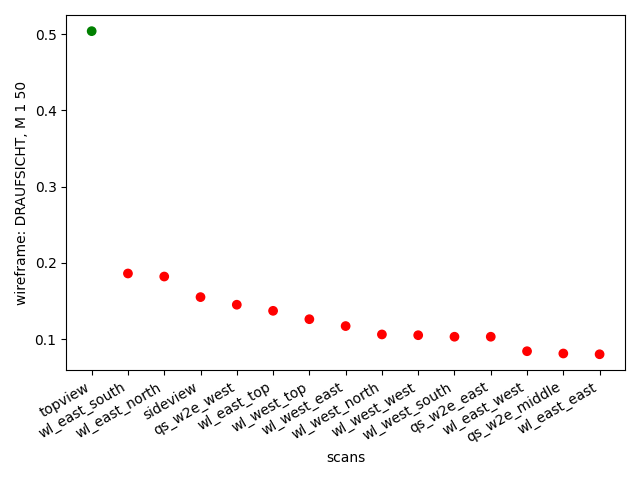 wireframe: DRAUFSICHT, M 1 50
0.5
0.4
0.3
0.2
0.1
topview
wl_east_south
wl_east_north
sideview
qs_w2e_west
wl_east_top
wl_west_top
wl_west_east
wl_west_north
wl_west_west
wl_west_south
qs_w2e_east
wl_east_west
qs_w2e_middle
wl_east_east
scans